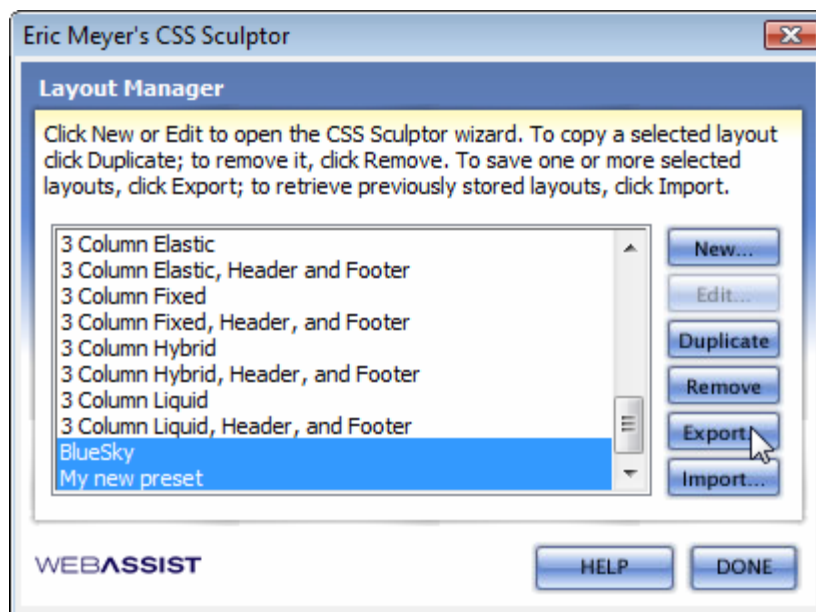 Eric Meyer's CSS Sculptor
Layout Manager
Click New or Edit to open the CSS Sculptor wizard. To copy a selected layout
click Duplicate; to remove it, click Remove. To save one or more selected
layouts, click Export; to retrieve previously stored layouts, click Import.
3 Column Elastic
3 Column Elastic, Header and Footer
3 Column Fixed
3 Column Fixed, Header, and Footer
3 Column Hybrid
3 Column Hybrid, Header, and Footer
3 Column Liquid
3 Column Liquid, Header, and Footer
BlueSky
My new preset
New...
Edit...
Duplicate
Remove
Export...
Import...
WEBASSIST
HELP
DONE